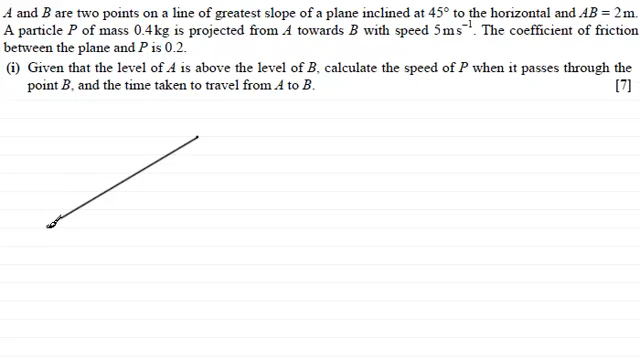 A and B are two points on a line of greatest slope of a plane inclined at 45° to the horizontal and AB = 2 m.
A particle P of mass 0.4 kg is projected from A towards B with speed 5 m s⁻¹. The coefficient of friction
between the plane and P is 0.2.
(i) Given that the level of A is above the level of B, calculate the speed of P when it passes through the
point B, and the time taken to travel from A to B. [7]